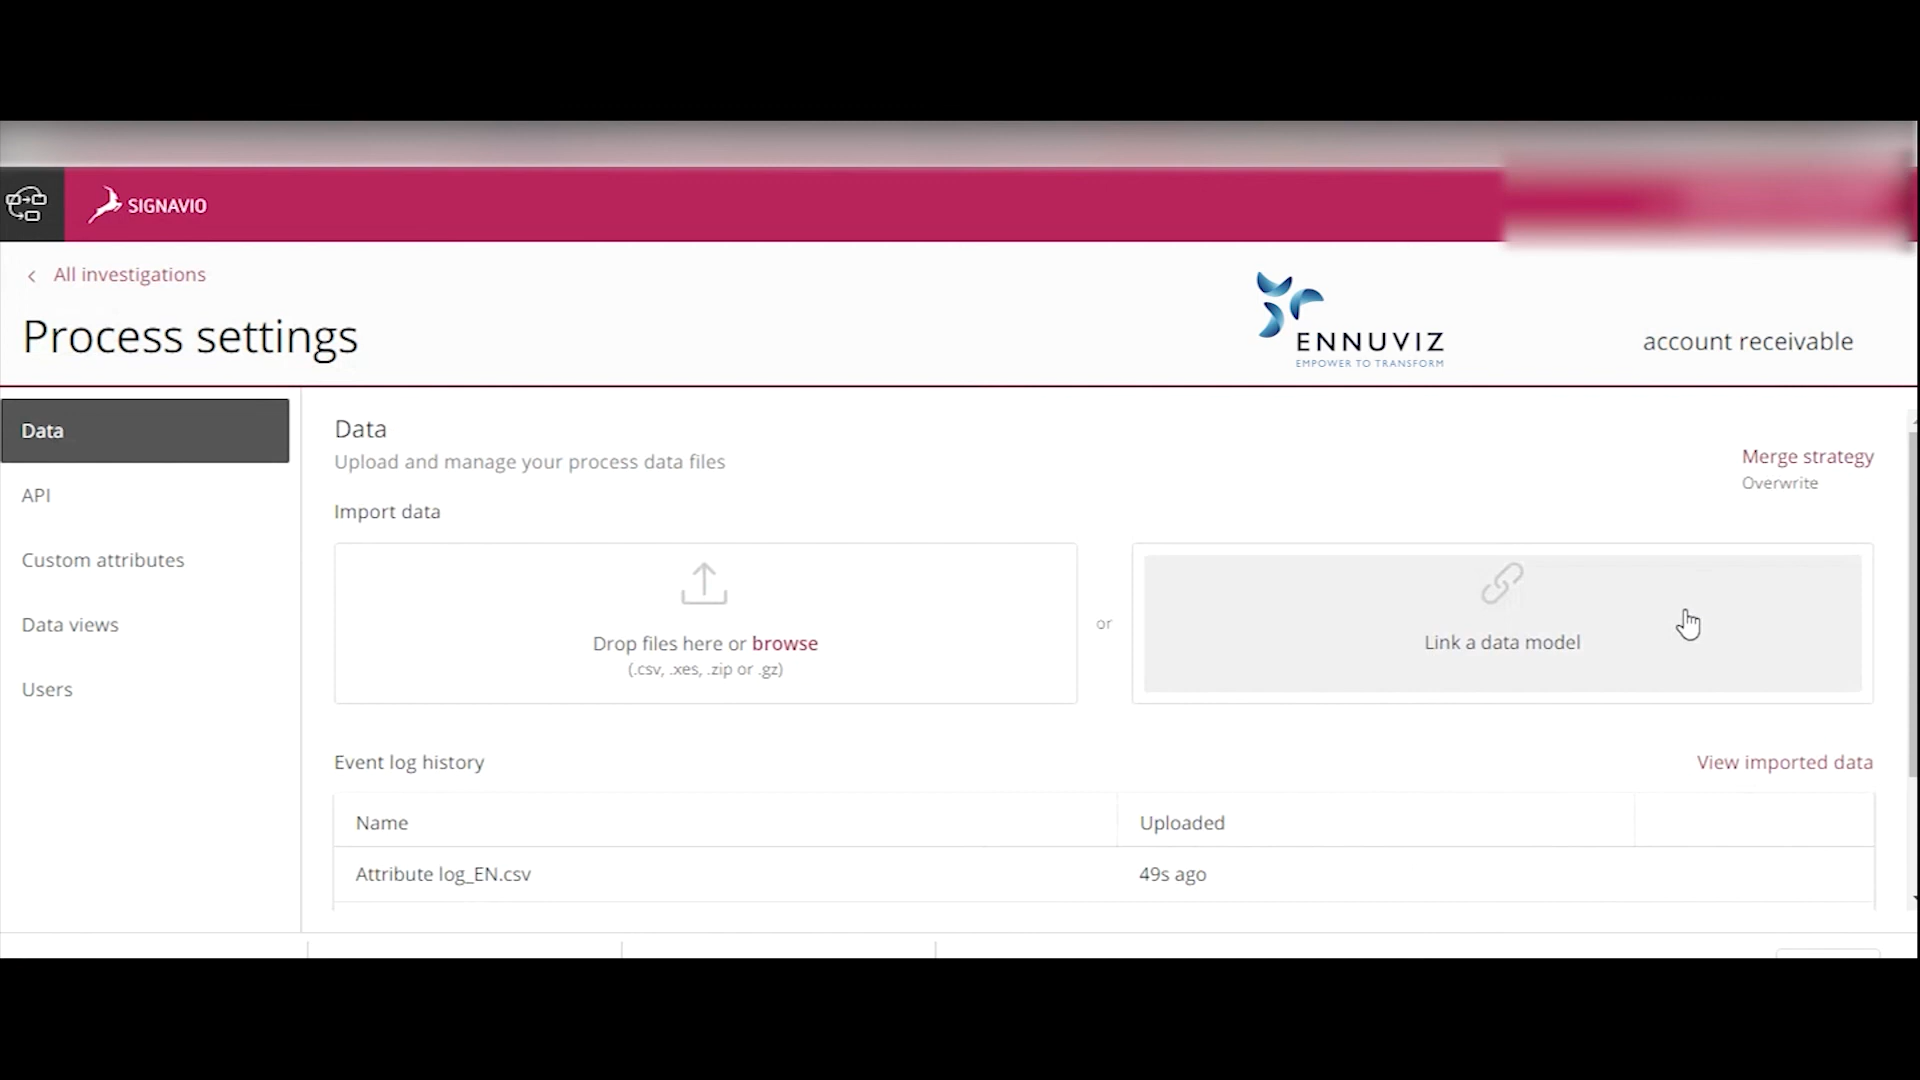 SIGNAVIO
All investigations
Process settings
ENNUVIZ
EMPOWER TO TRANSFORM
account receivable
Data
API
Custom attributes
Data views
Users
Data
Upload and manage your process data files
Merge strategy
Overwrite
Import data
Drop files here or browse
(.csv, .xes, .zip or .gz)
or
Link a data model
Event log history
View imported data
Name
Uploaded
Attribute log_EN.csv
49s ago